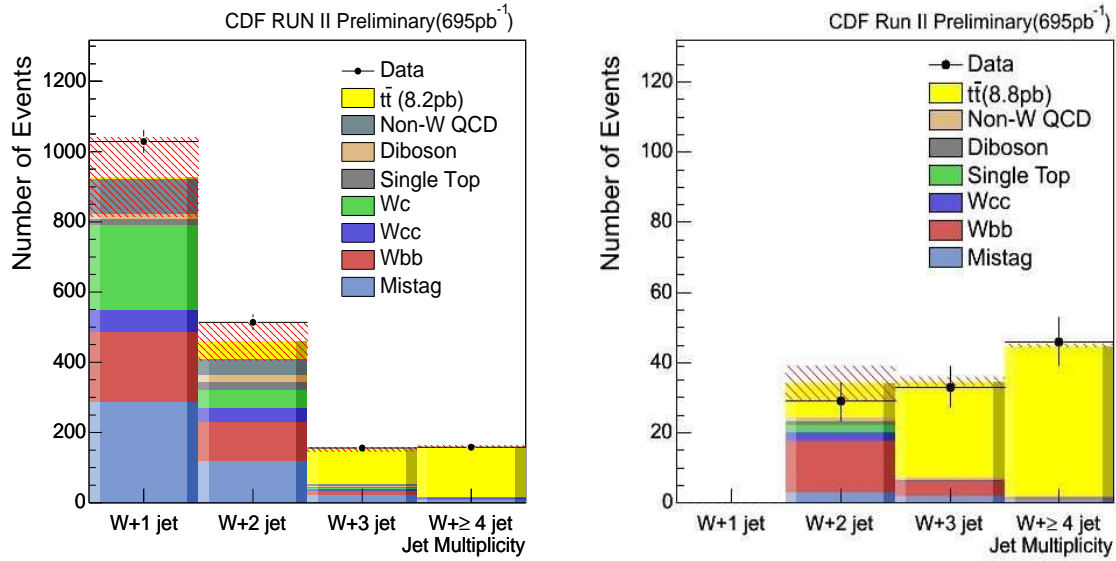 CDF RUN II Preliminary(695pb⁻¹
Number of Events
1200
1000
800
600
400
200
0
Data
tt̄ (8.2pb)
Non-W QCD
Diboson
Single Top
Wc
Wcc
Wbb
Mistag
W+1 jet
W+2 jet
W+3 jet
W+≥ 4 jet
Jet Multiplicity
CDF Run II Preliminary(695pb⁻¹)
Number of Events
120
100
80
60
40
20
0
Data
tt̄(8.8pb)
Non-W QCD
Diboson
Single Top
Wcc
Wbb
Mistag
W+1 jet
W+2 jet
W+3 jet
W+≥ 4 jet
Jet Multiplicity